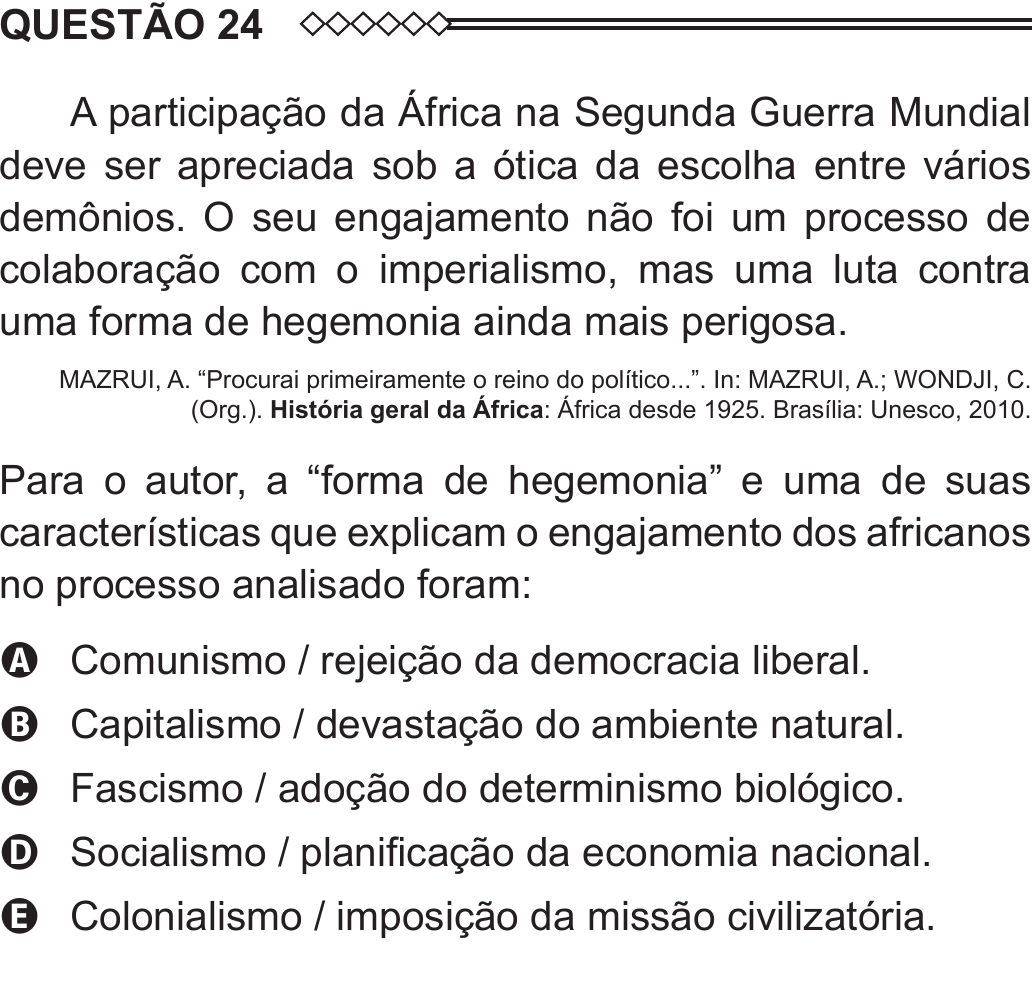 QUESTÃO 24
A participação da África na Segunda Guerra Mundial
deve ser apreciada sob a ótica da escolha entre vários
demônios. O seu engajamento não foi um processo de
colaboração com o imperialismo, mas uma luta contra
uma forma de hegemonia ainda mais perigosa.
MAZRUI, A. “Procurai primeiramente o reino do político...”. In: MAZRUI, A.; WONDJI, C.
(Org.). História geral da África: África desde 1925. Brasília: Unesco, 2010.
Para o autor, a “forma de hegemonia” e uma de suas
características que explicam o engajamento dos africanos
no processo analisado foram:
A Comunismo / rejeição da democracia liberal.
B Capitalismo / devastação do ambiente natural.
C Fascismo / adoção do determinismo biológico.
D Socialismo / planificação da economia nacional.
E Colonialismo / imposição da missão civilizatória.